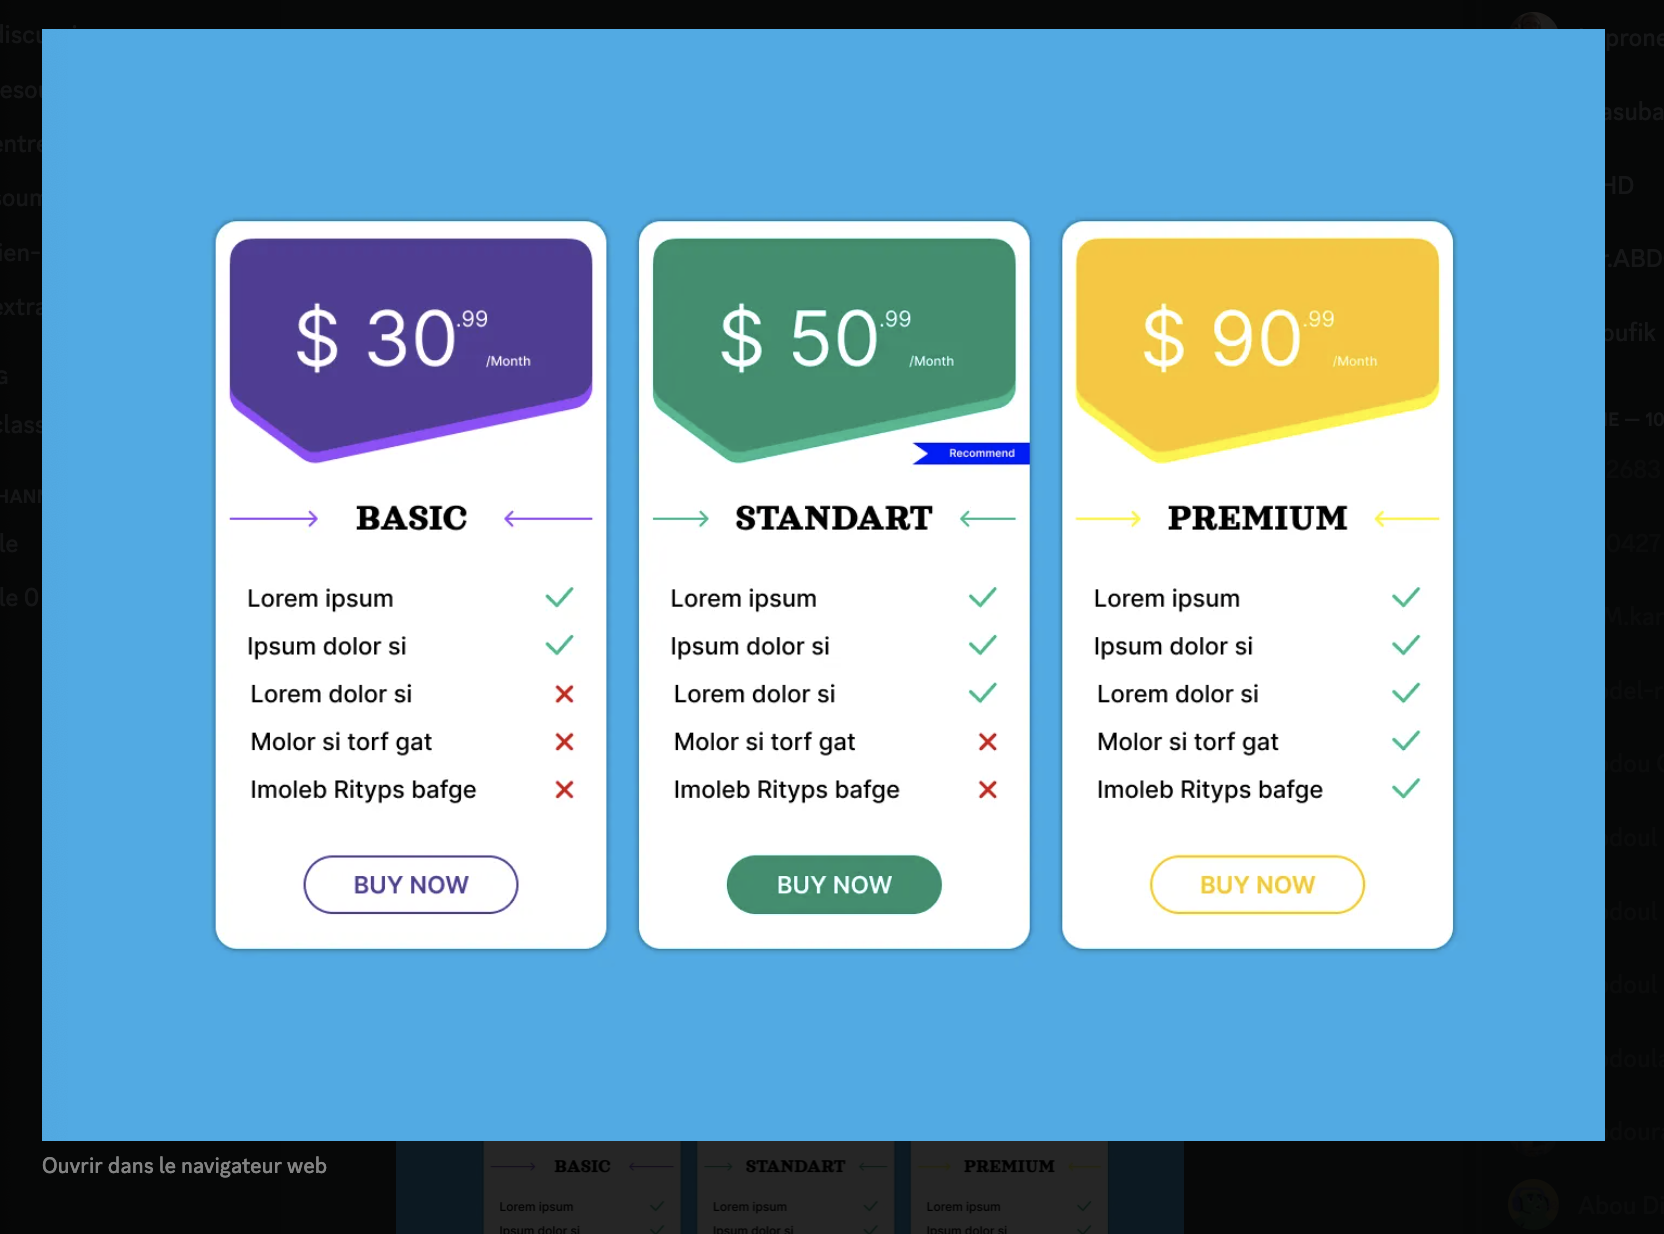 $ 30.99
/Month
BASIC
Lorem ipsum
Ipsum dolor si
Lorem dolor si
Molor si torf gat
Imoleb Rityps bafge
BUY NOW
$ 50.99
/Month
Recommend
STANDART
Lorem ipsum
Ipsum dolor si
Lorem dolor si
Molor si torf gat
Imoleb Rityps bafge
BUY NOW
$ 90.99
/Month
PREMIUM
Lorem ipsum
Ipsum dolor si
Lorem dolor si
Molor si torf gat
Imoleb Rityps bafge
BUY NOW
Ouvrir dans le navigateur web
BASIC
Lorem ipsum
Ipsum dolor si
STANDART
Lorem ipsum
Ipsum dolor si
PREMIUM
Lorem ipsum
Ipsum dolor si